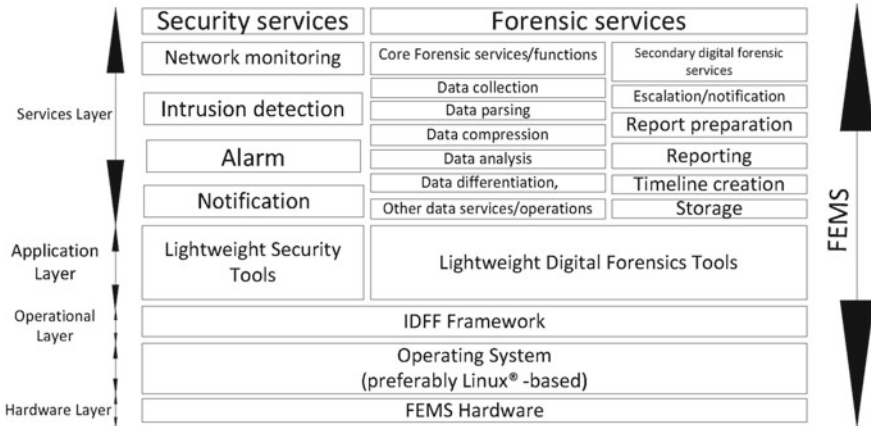 Security services
Forensic services
Network monitoring
Core Forensic services/functions
Secondary digital forensic
services
Data collection
Escalation/notification
Services Layer
Intrusion detection
Data parsing
Report preparation
Data compression
Alarm
Data analysis
Reporting
Data differentiation,
Timeline creation
Notification
Other data services/operations
Storage
FEMS
Application
Layer
Lightweight Security
Tools
Lightweight Digital Forensics Tools
Operational
Layer
IDFF Framework
Operating System
(preferably Linux® -based)
Hardware Layer
FEMS Hardware